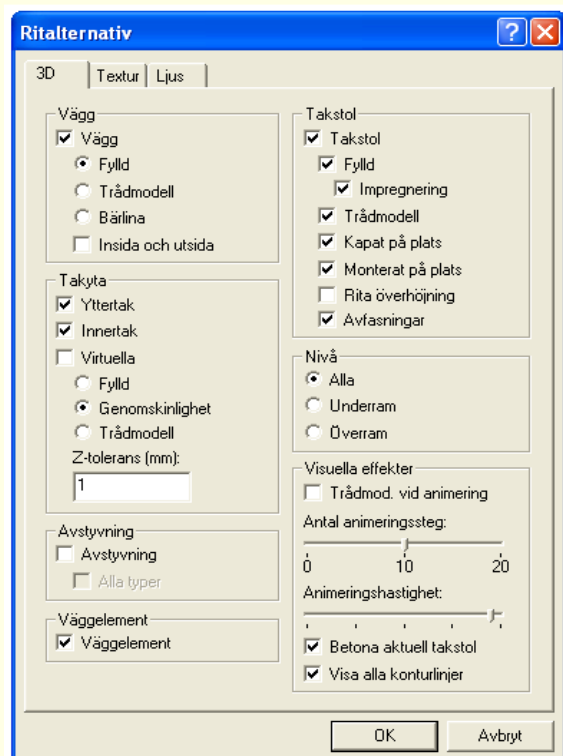 Ritalternativ
3D Textur Ljus
Vägg
Vägg
Fylld
Trådmodell
Bärlina
Insida och utsida
Takyta
Yttertak
Innertak
Virtuella
Fylld
Genomskinlighet
Trådmodell
Z-tolerans (mm):
1
Avstyvning
Avstyvning
Alla typer
Väggelement
Väggelement
Takstol
Takstol
Fylld
Impregnering
Trådmodell
Kapat på plats
Monterat på plats
Rita överhöjning
Avfasningar
Nivå
Alla
Underram
Överram
Visuella effekter
Trådmod. vid animering
Antal animeringssteg:
0 10 20
Animeringshastighet:
Betona aktuell takstol
Visa alla konturlinjer
OK Avbryt